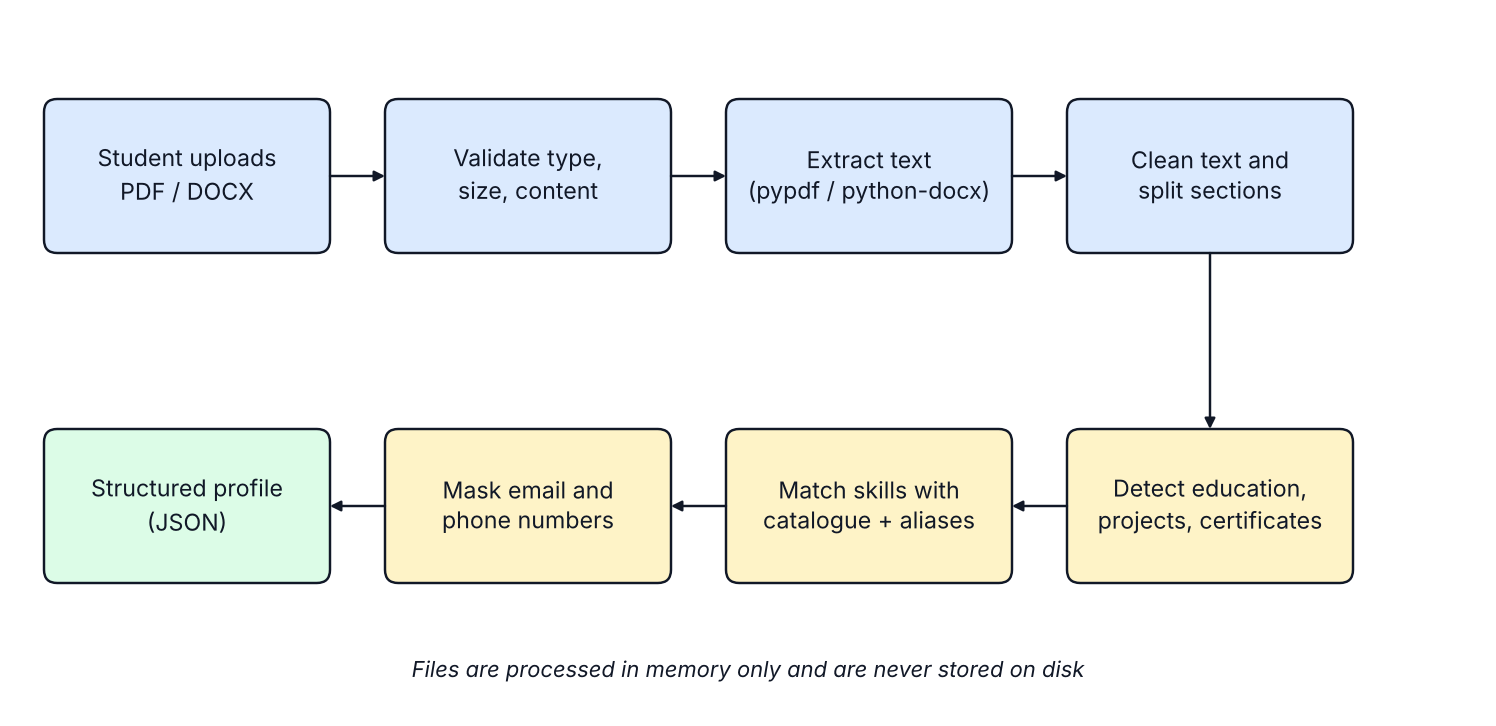 Student uploads
PDF / DOCX
Validate type,
size, content
Extract text
(pypdf / python-docx)
Clean text and
split sections
Structured profile
(JSON)
Mask email and
phone numbers
Match skills with
catalogue + aliases
Detect education,
projects, certificates
Files are processed in memory only and are never stored on disk